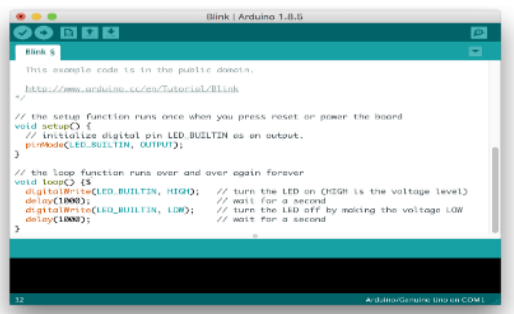 Blink | Arduino 1.8.5
Blink §
This example code is in the public domain.
http://www.arduino.cc/en/Tutorial/Blink
*/
// the setup function runs once when you press reset or power the board
void setup() {
// initialize digital pin LED_BUILTIN as an output.
pinMode(LED_BUILTIN, OUTPUT);
}
// the loop function runs over and over again forever
void loop() {$
digitalWrite(LED_BUILTIN, HIGH); // turn the LED on (HIGH is the voltage level)
delay(1000); // wait for a second
digitalWrite(LED_BUILTIN, LOW); // turn the LED off by making the voltage LOW
delay(1000); // wait for a second
}
32
Arduino/Genuino Uno on COM1